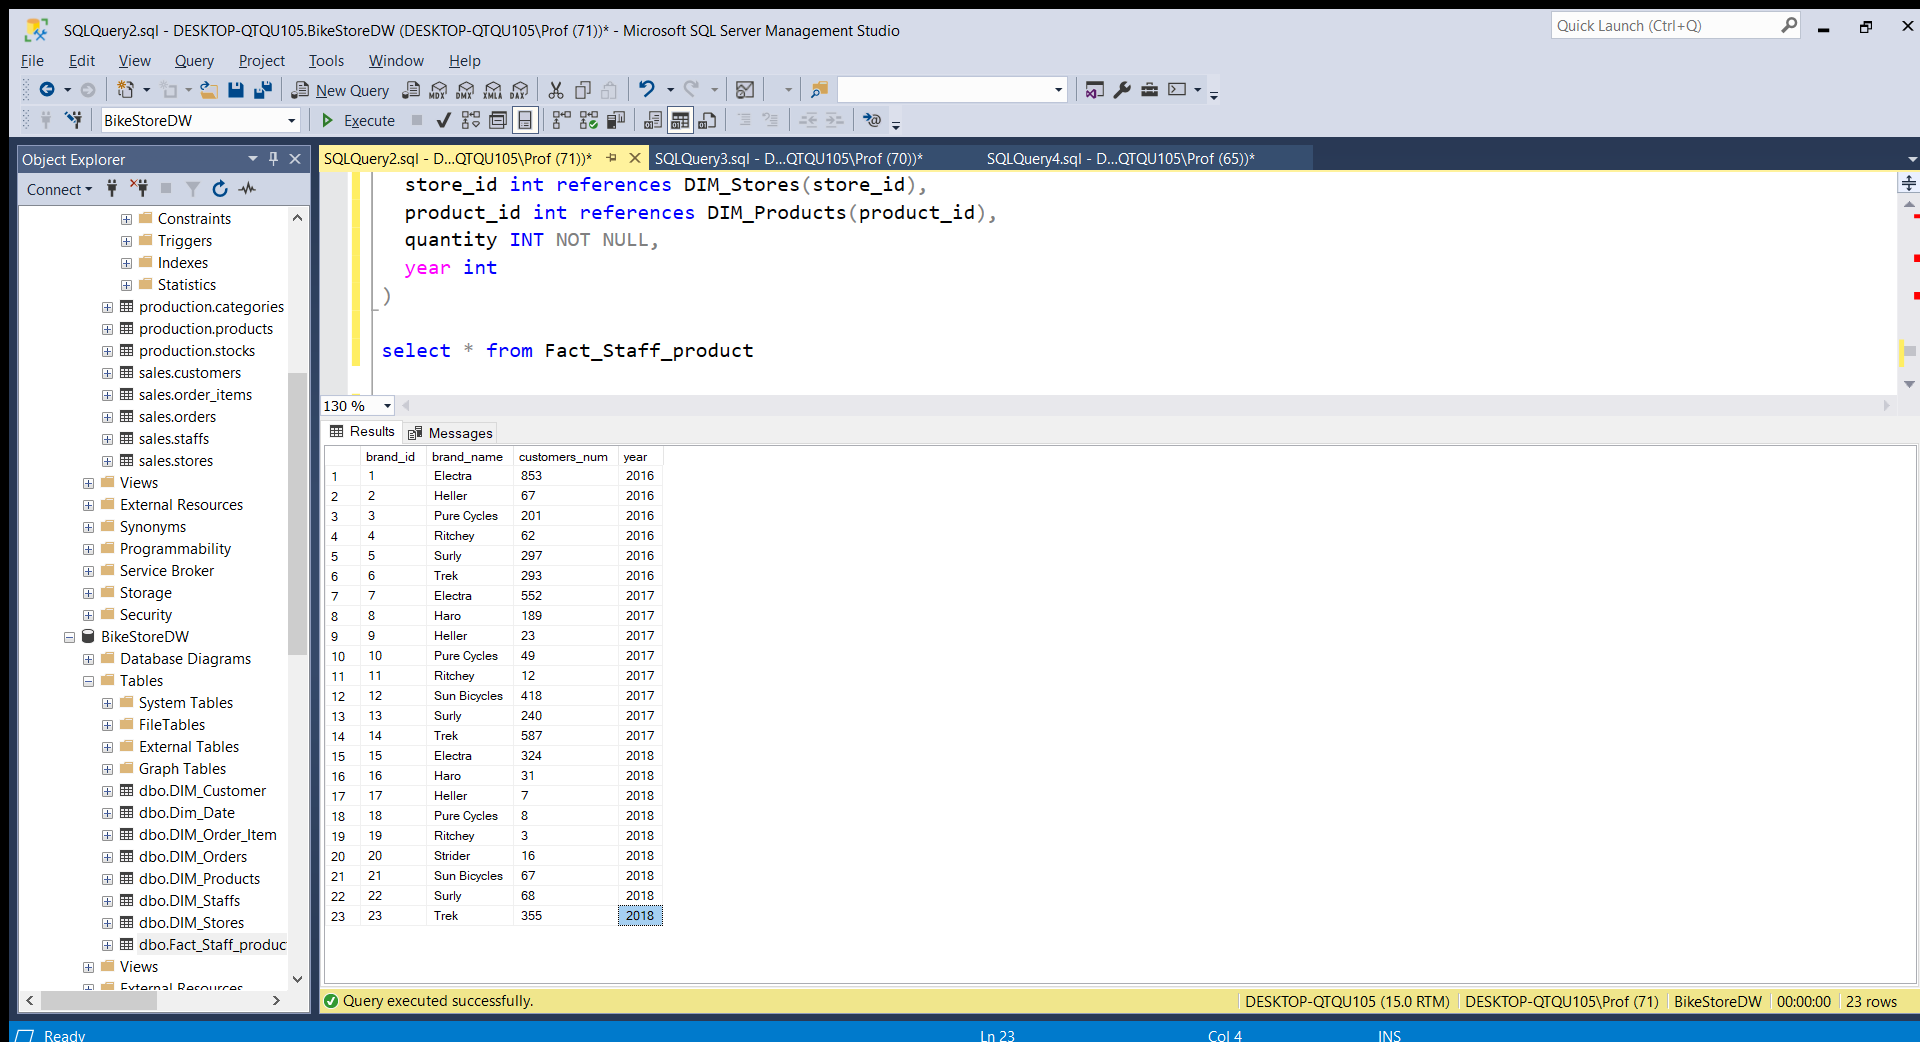 SQLQuery2.sql - DESKTOP-QTQU105.BikeStoreDW (DESKTOP-QTQU105\Prof (71))* - Microsoft SQL Server Management Studio
Quick Launch (Ctrl+Q)
File Edit View Query Project Tools Window Help
New Query MDX DMX XMLA DAX
BikeStoreDW Execute
Object Explorer
Connect
Constraints
Triggers
Indexes
Statistics
production.categories
production.products
production.stocks
sales.customers
sales.order_items
sales.orders
sales.staffs
sales.stores
Views
External Resources
Synonyms
Programmability
Service Broker
Storage
Security
BikeStoreDW
Database Diagrams
Tables
System Tables
FileTables
External Tables
Graph Tables
dbo.DIM_Customer
dbo.Dim_Date
dbo.DIM_Order_Item
dbo.DIM_Orders
dbo.DIM_Products
dbo.DIM_Staffs
dbo.DIM_Stores
dbo.Fact_Staff_produc
Views
External Resources
SQLQuery2.sql - D...QTQU105\Prof (71))* SQLQuery3.sql - D...QTQU105\Prof (70))* SQLQuery4.sql - D...QTQU105\Prof (65))*
store_id int references DIM_Stores(store_id),
product_id int references DIM_Products(product_id),
quantity INT NOT NULL,
year int
)
select * from Fact_Staff_product
130 %
Results Messages
brand_id brand_name customers_num year
1 1 Electra 853 2016
2 2 Heller 67 2016
3 3 Pure Cycles 201 2016
4 4 Ritchey 62 2016
5 5 Surly 297 2016
6 6 Trek 293 2016
7 7 Electra 552 2017
8 8 Haro 189 2017
9 9 Heller 23 2017
10 10 Pure Cycles 49 2017
11 11 Ritchey 12 2017
12 12 Sun Bicycles 418 2017
13 13 Surly 240 2017
14 14 Trek 587 2017
15 15 Electra 324 2018
16 16 Haro 31 2018
17 17 Heller 7 2018
18 18 Pure Cycles 8 2018
19 19 Ritchey 3 2018
20 20 Strider 16 2018
21 21 Sun Bicycles 67 2018
22 22 Surly 68 2018
23 23 Trek 355 2018
Query executed successfully. DESKTOP-QTQU105 (15.0 RTM) DESKTOP-QTQU105\Prof (71) BikeStoreDW 00:00:00 23 rows
Ready Ln 23 Col 4 INS